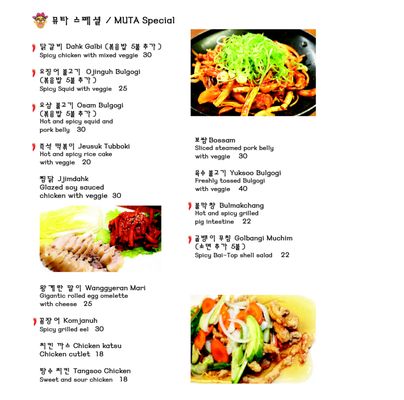 뮤타 스페셜 / MUTA Special
닭갈비 Dahk Galbi (볶음밥 5불 추가)
Spicy chicken with mixed veggie 30
오징어 불고기 Ojinguh Bulgogi
(볶음밥 5불 추가)
Spicy Squid with veggie 25
오삼 불고기 Osam Bulgogi
(볶음밥 5불 추가)
Hot and spicy squid and
pork belly 30
즉석 떡볶이 Jeusuk Tubboki
Hot and spicy rice cake
with veggie 20
찜닭 Jjimdahk
Glazed soy sauced
chicken with veggie 30
왕계란 말이 Wanggyeran Mari
Gigantic rolled egg omelette
with cheese 25
곰장어 Komjanuh
Spicy grilled eel 30
치킨 까스 Chicken katsu
Chicken cutlet 18
탕수 치킨 Tangsoo Chicken
Sweet and sour chicken 18
보쌈 Bossam
Sliced steamed pork belly
with veggie 30
육수 불고기 Yuksoo Bulgogi
Freshly tossed Bulgogi
with veggie 40
불막창 Bulmakchang
Hot and spicy grilled
pig intestine 22
골뱅이 무침 Golbangi Muchim
(소면 추가 5불)
Spicy Bai-Top shell salad 22